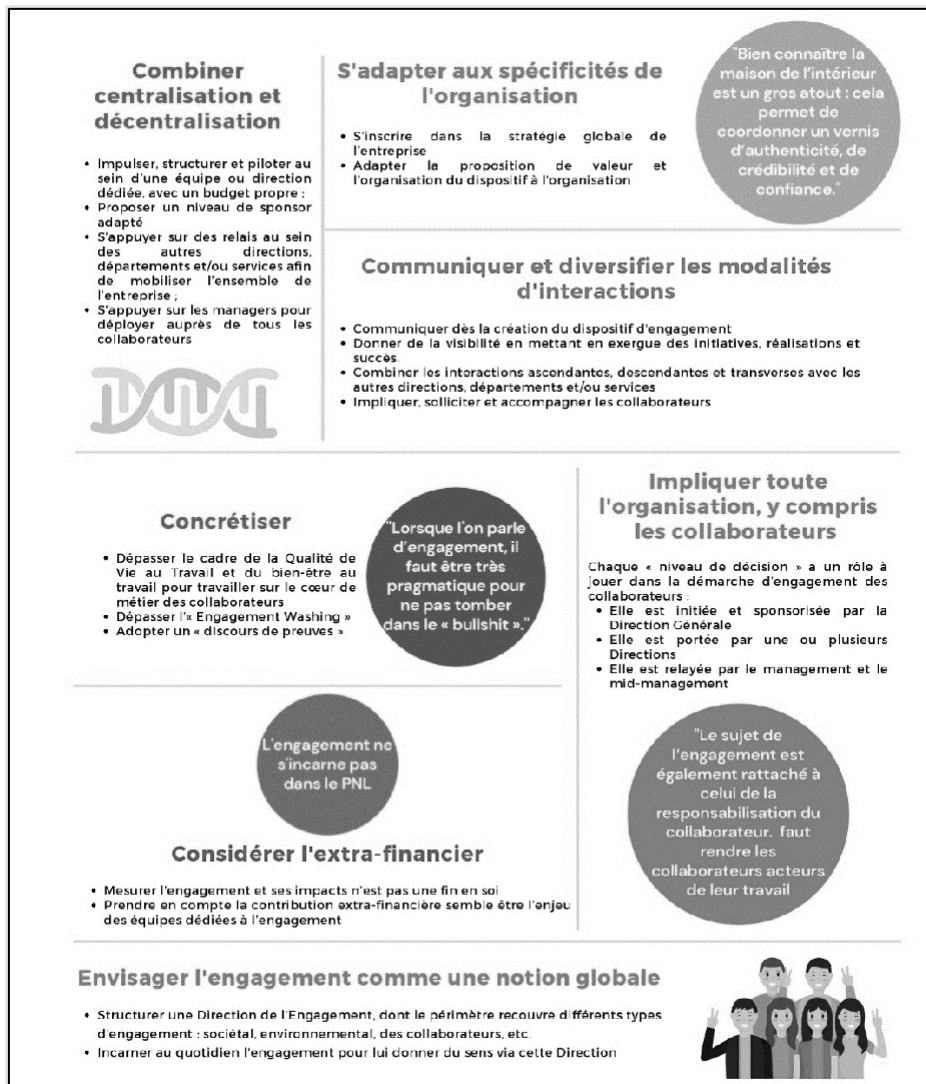 Combiner
centralisation et
décentralisation
• Impulser, structurer et piloter au
sein d'une équipe ou direction
dédiée, avec un budget propre ;
• Proposer un niveau de sponsor
adapté
• S'appuyer sur des relais au sein
des autres directions,
départements et/ou services afin
de mobiliser l'ensemble de
l'entreprise ;
• S'appuyer sur les managers pour
déployer auprès de tous les
collaborateurs
S'adapter aux spécificités de
l'organisation
• S'inscrire dans la stratégie globale de
l'entreprise
• Adapter la proposition de valeur et
l'organisation du dispositif à l'organisation
"Bien connaître la
maison de l'intérieur
est un gros atout : cela
permet de
coordonner un vernis
d'authenticité, de
crédibilité et de
confiance."
Communiquer et diversifier les modalités
d'interactions
• Communiquer dès la création du dispositif d'engagement
• Donner de la visibilité en mettant en exergue des initiatives, réalisations et
succès.
• Combiner les interactions ascendantes, descendantes et transverses avec les
autres directions, départements et/ou services
• Impliquer, solliciter et accompagner les collaborateurs
Concrétiser
• Dépasser le cadre de la Qualité de
Vie au Travail et du bien-être au
travail pour travailler sur le cœur de
métier des collaborateurs
• Dépasser l'« Engagement Washing »
• Adopter un « discours de preuves »
"Lorsque l'on parle
d'engagement, il
faut être très
pragmatique pour
ne pas tomber
dans le « bullshit »."
Impliquer toute
l'organisation, y compris
les collaborateurs
Chaque « niveau de décision » a un rôle à
jouer dans la démarche d'engagement des
collaborateurs :
• Elle est initiée et sponsorisée par la
Direction Générale
• Elle est portée par une ou plusieurs
Directions
• Elle est relayée par le management et le
mid-management
"Le sujet de
l'engagement est
également rattaché à
celui de la
responsabilisation du
collaborateur. faut
rendre les
collaborateurs acteurs
de leur travail
L'engagement ne
s'incarne pas
dans le PNL
Considérer l'extra-financier
• Mesurer l'engagement et ses impacts n'est pas une fin en soi
• Prendre en compte la contribution extra-financière semble être l'enjeu
des équipes dédiées à l'engagement
Envisager l'engagement comme une notion globale
• Structurer une Direction de l'Engagement, dont le périmètre recouvre différents types
d'engagement : sociétal, environnemental, des collaborateurs, etc.
• Incarner au quotidien l'engagement pour lui donner du sens via cette Direction